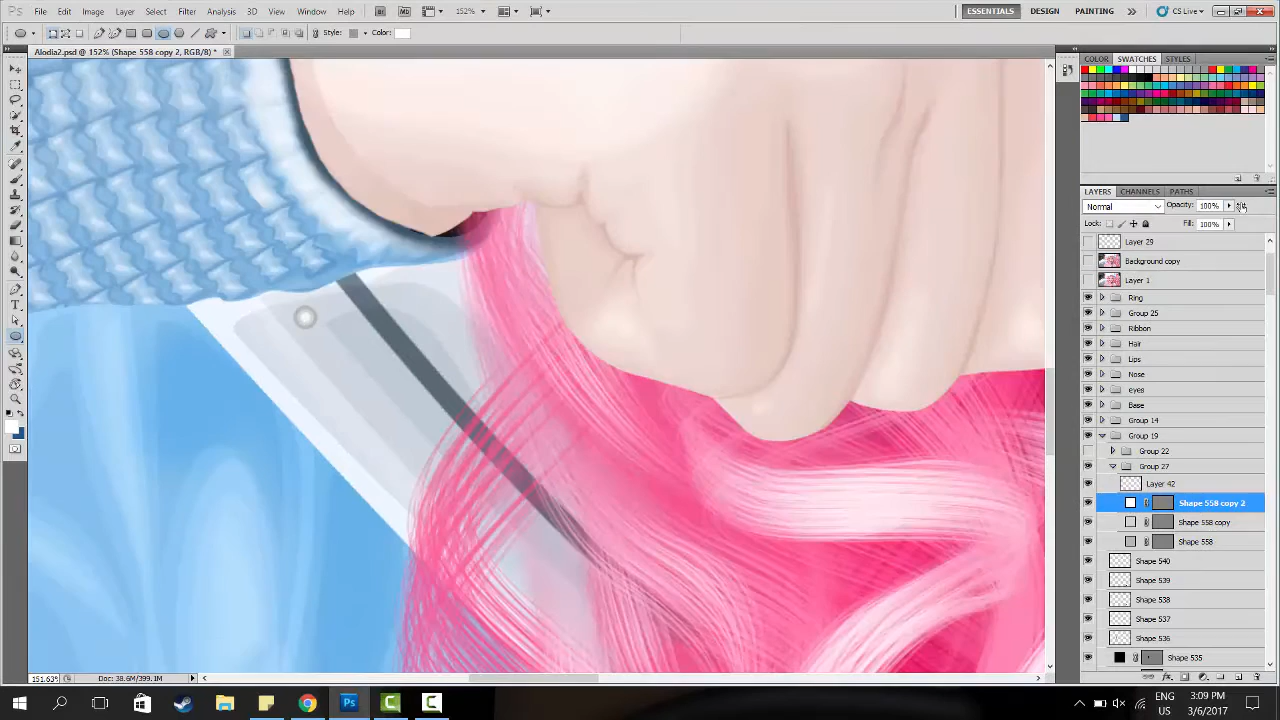 Ps File Edit Image Layer Select Filter Analysis 3D View Window Help 152% ESSENTIALS DESIGN PAINTING CS Live
Style: Color:
Alodia2.psd @ 152% (Shape 558 copy 2, RGB/8) *
COLOR SWATCHES STYLES
LAYERS CHANNELS PATHS
Normal Opacity: 100%
Lock: Fill: 100%
Layer 29
Background copy
Layer 1
Ring
Group 25
Ribbon
Hair
Lips
Nose
eyes
Base
Group 14
Group 19
Group 22
Group 27
Layer 42
Shape 558 copy 2
Shape 558 copy
Shape 558
Shape 540
Shape 539
Shape 538
Shape 537
Shape 536
Shape 535
151.63% Doc: 38.6M/399.1M
Ps
ENG 3:09 PM
US 3/6/2017